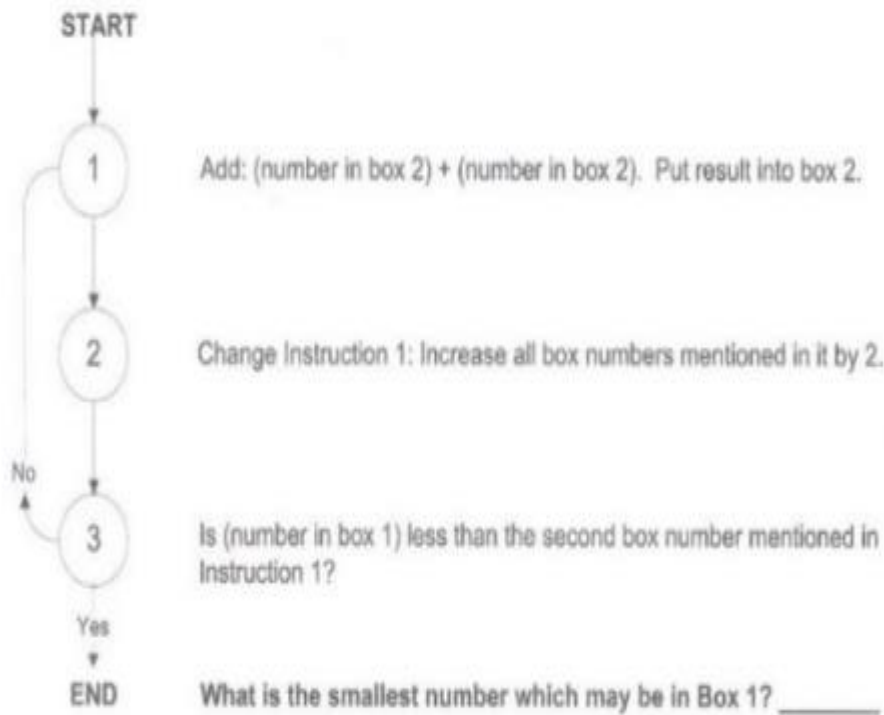 START
1
Add: (number in box 2) + (number in box 2). Put result into box 2.
2
Change Instruction 1: Increase all box numbers mentioned in it by 2.
No
3
Is (number in box 1) less than the second box number mentioned in
Instruction 1?
Yes
END
What is the smallest number which may be in Box 1? ________